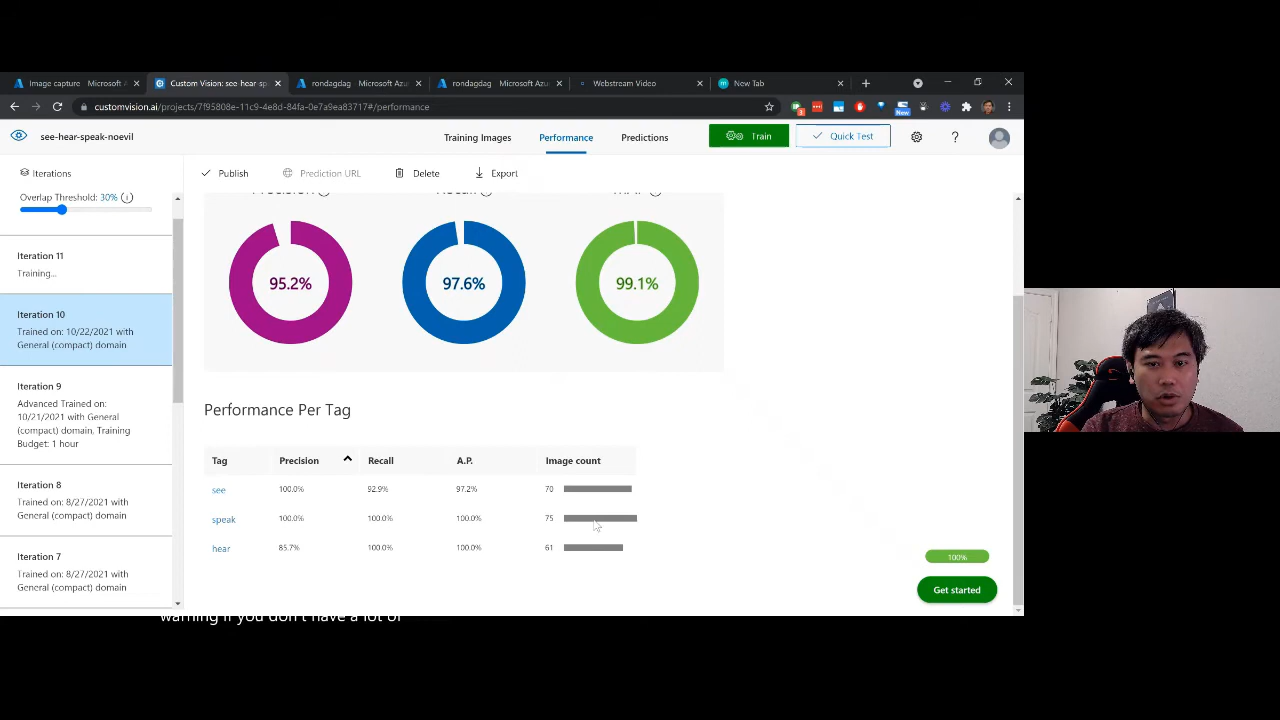 Image capture - Microsoft A
Custom Vision: see-hear-sp
rondagdag - Microsoft Azu
rondagdag - Microsoft Azu
Webstream Video
New Tab
customvision.ai/projects/7f95808e-11c9-4e8d-84fa-0e7a9ea83717#/performance
New
see-hear-speak-noevil
Training Images
Performance
Predictions
Train
Quick Test
Iterations
Publish
Prediction URL
Delete
Export
Overlap Threshold: 30%
Iteration 11
Training...
Iteration 10
Trained on: 10/22/2021 with
General (compact) domain
Iteration 9
Advanced Trained on:
10/21/2021 with General
(compact) domain, Training
Budget: 1 hour
Iteration 8
Trained on: 8/27/2021 with
General (compact) domain
Iteration 7
Trained on: 8/27/2021 with
General (compact) domain
95.2%
97.6%
99.1%
Performance Per Tag
Tag Precision Recall A.P. Image count
see 100.0% 92.9% 97.2% 70
speak 100.0% 100.0% 100.0% 75
hear 85.7% 100.0% 100.0% 61
100%
Get started
warning if you don't have a lot of